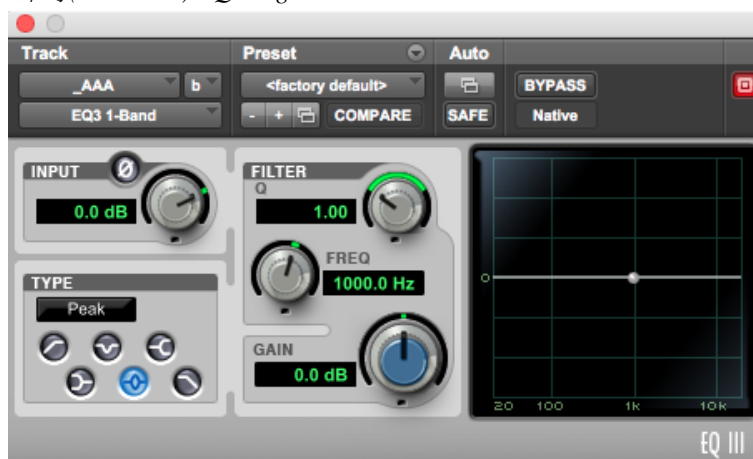 Track Preset Auto
_AAA b <factory default> BYPASS
EQ3 1-Band - + COMPARE SAFE Native
INPUT Ø
0.0 dB
FILTER
Q
1.00
FREQ
1000.0 Hz
TYPE
Peak
GAIN
0.0 dB
0
20 100 1k 10k
EQ III